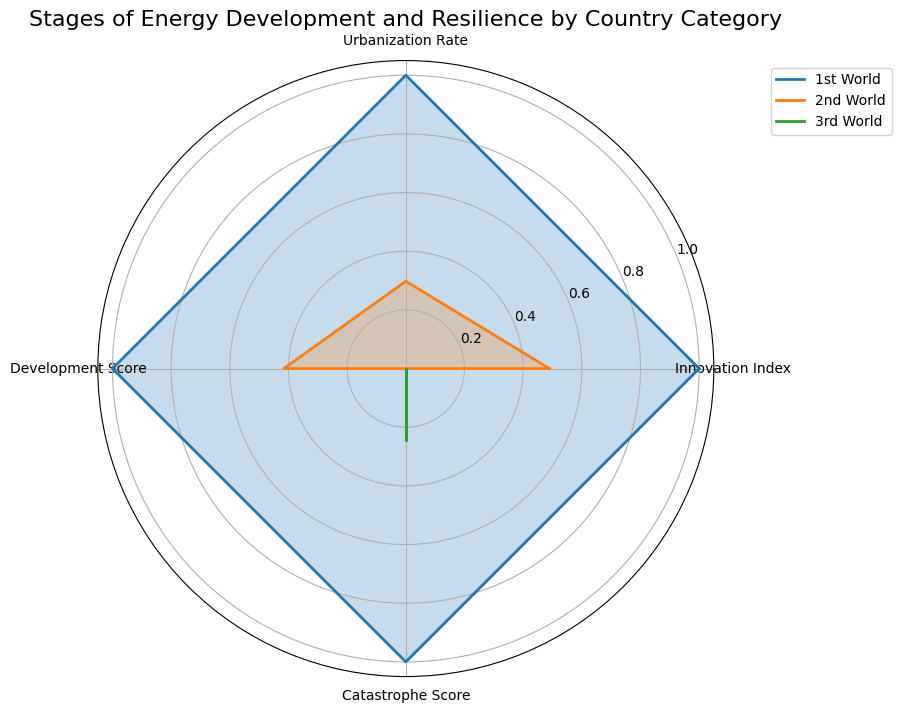 Stages of Energy Development and Resilience by Country Category
Urbanization Rate
1st World
2nd World
3rd World
1.0
0.8
0.6
0.4
0.2
Development Score
Innovation Index
Catastrophe Score